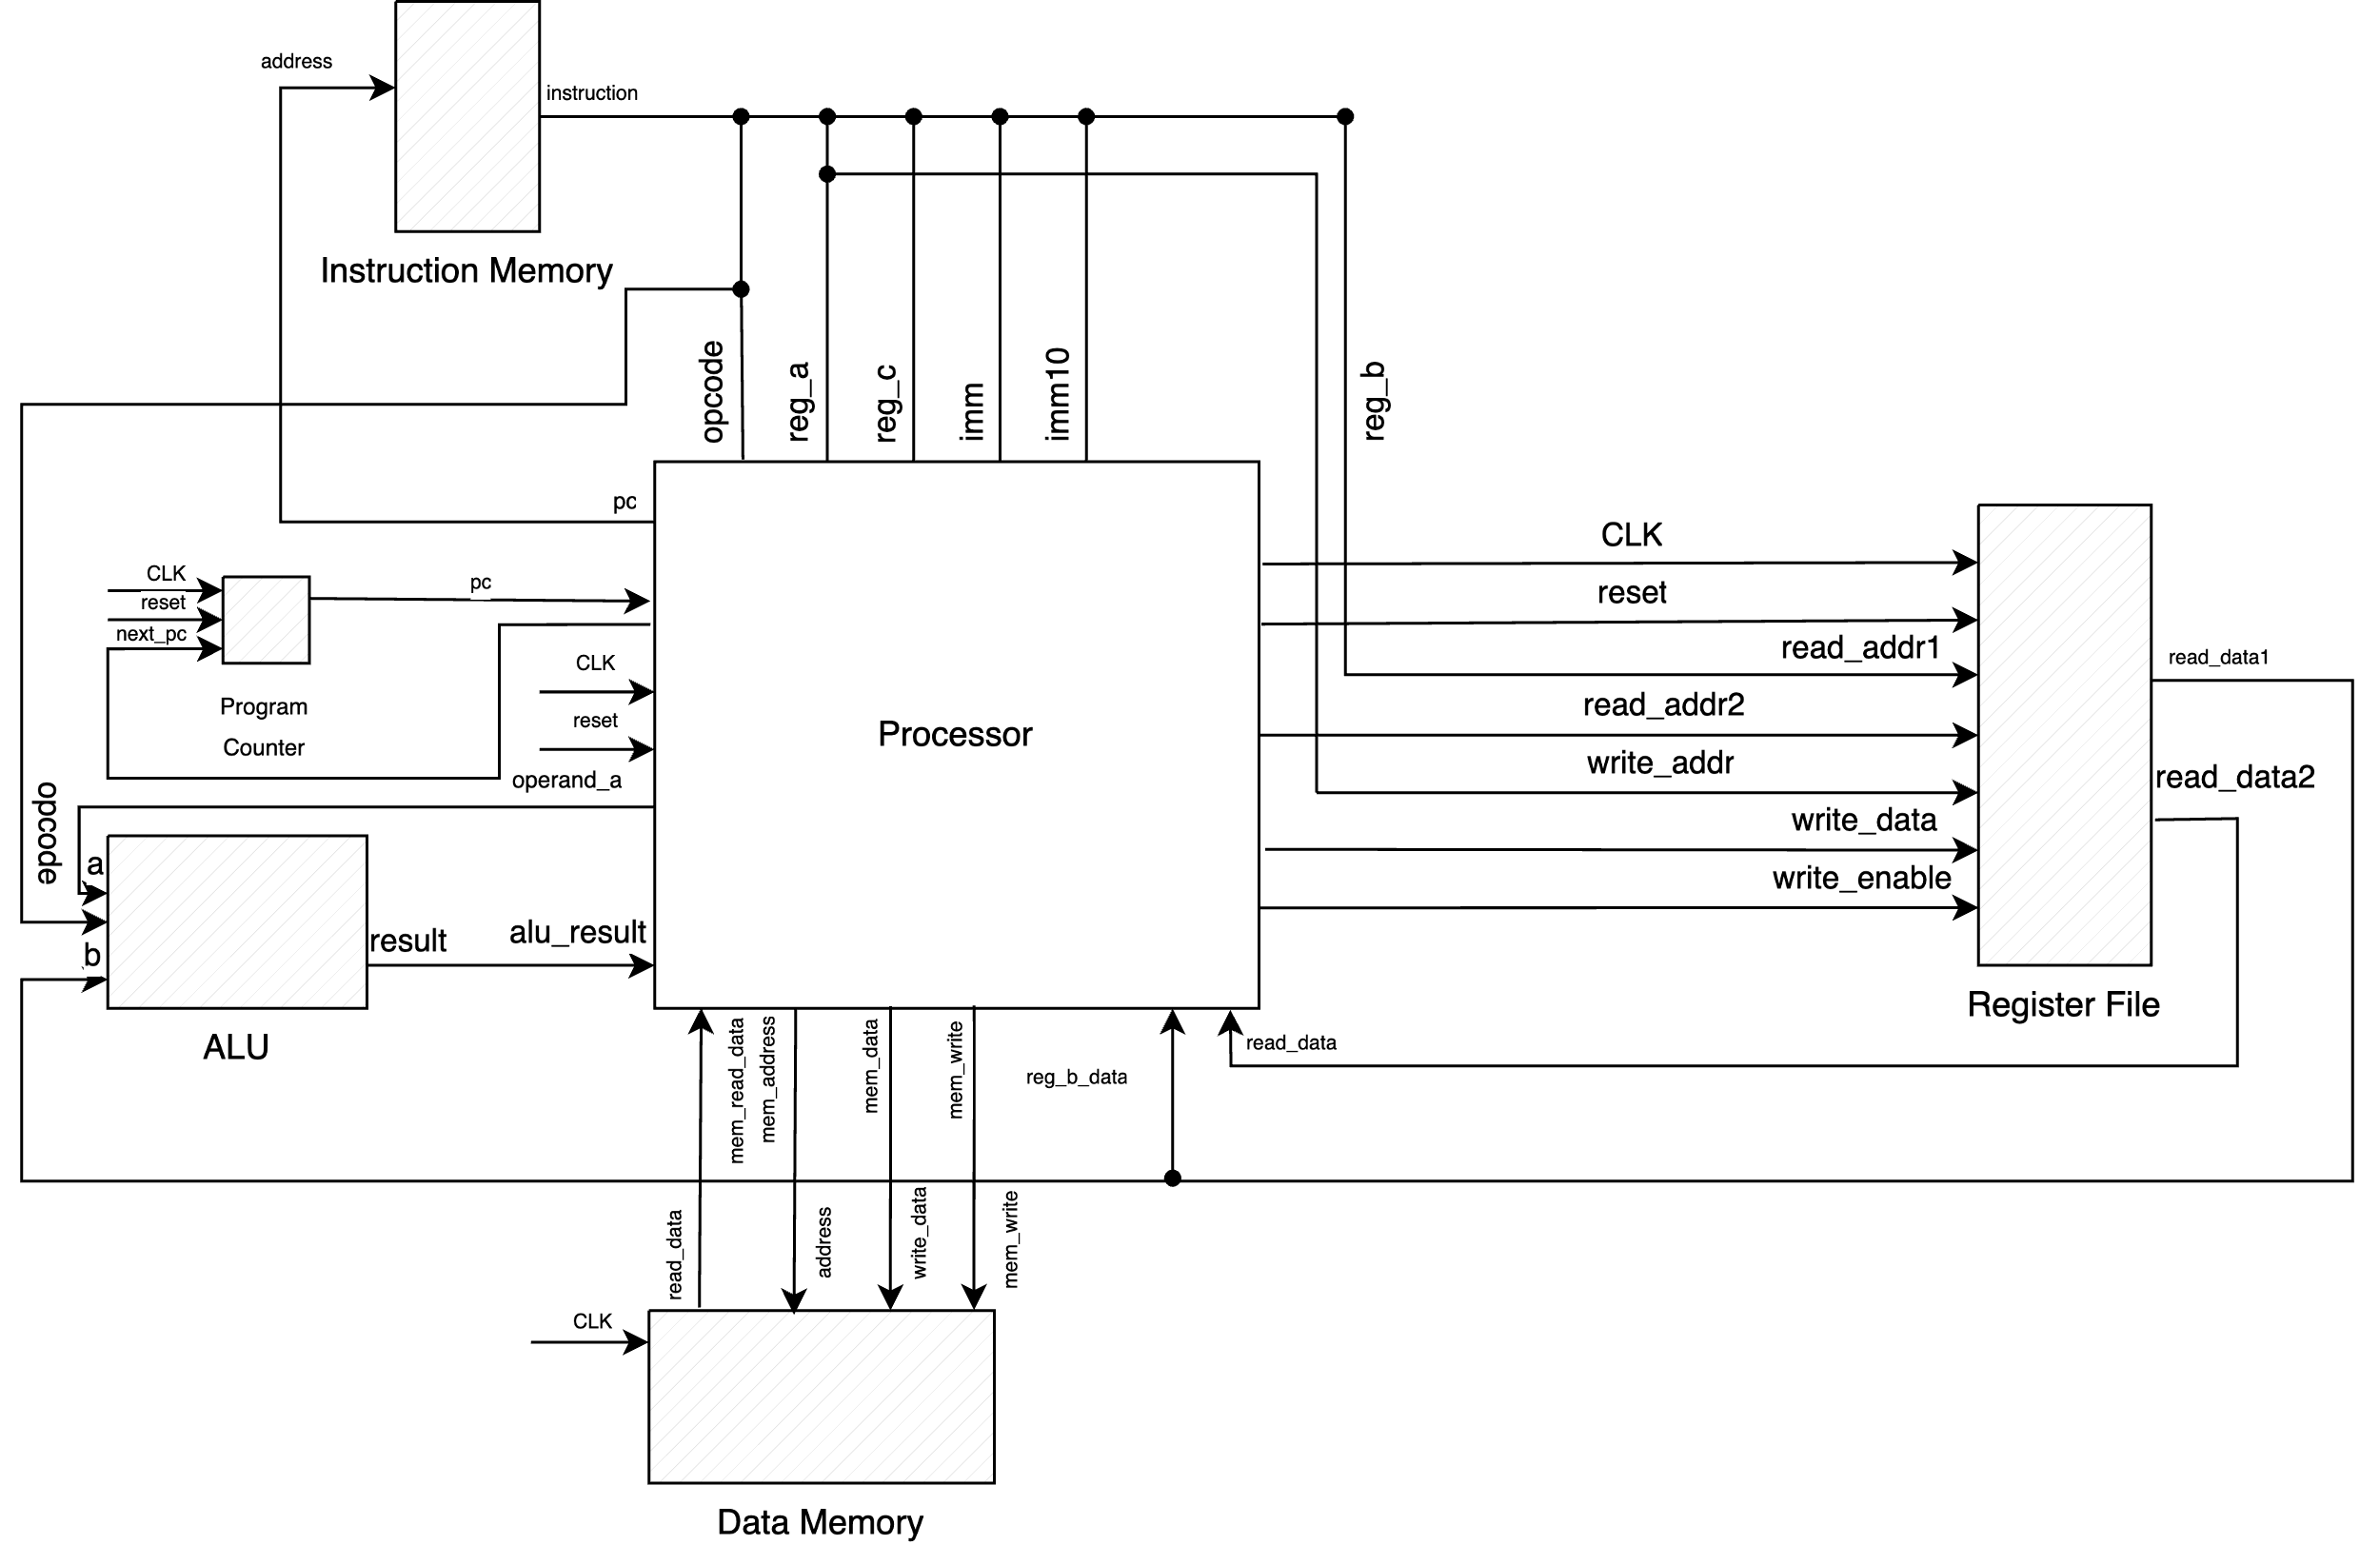 address
instruction
Instruction Memory
opcode
reg_a
reg_c
imm
imm10
reg_b
pc
CLK
reset
next_pc
pc
Program
Counter
CLK
reset
operand_a
Processor
CLK
reset
read_addr1
read_addr2
write_addr
write_data
write_enable
read_data1
read_data2
Register File
opcode
a
b
result
alu_result
ALU
mem_read_data
mem_address
mem_data
mem_write
reg_b_data
read_data
read_data
address
write_data
mem_write
CLK
Data Memory